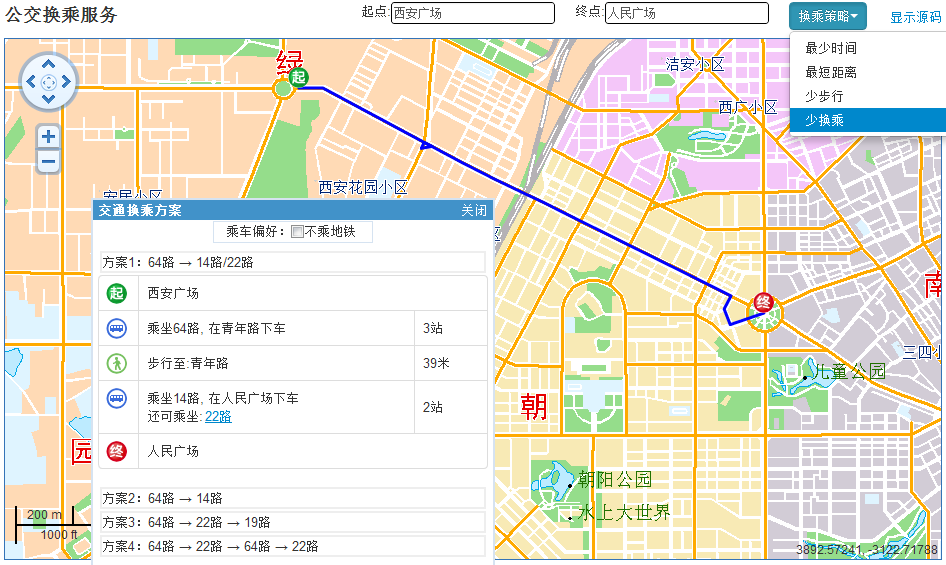 公交换乘服务
起点: 西安广场
终点: 人民广场
换乘策略
显示源码
最少时间
最短距离
少步行
少换乘
绿
起
洁安小区
西广小区
西安花园小区
安居小区
交通换乘方案
关闭
乘车偏好: 不乘地铁
方案1: 64路 → 14路/22路
起 西安广场
乘坐64路, 在青年路下车 3站
步行至:青年路 39米
乘坐14路, 在人民广场下车 2站
还可乘坐: 22路
终 人民广场
方案2: 64路 → 14路
方案3: 64路 → 22路 → 19路
方案4: 64路 → 22路 → 64路 → 22路
终
南
三四小
儿童公园
朝
园
朝阳公园
水上大世界
200 m
1000 ft
3892.57241, -3122.71788